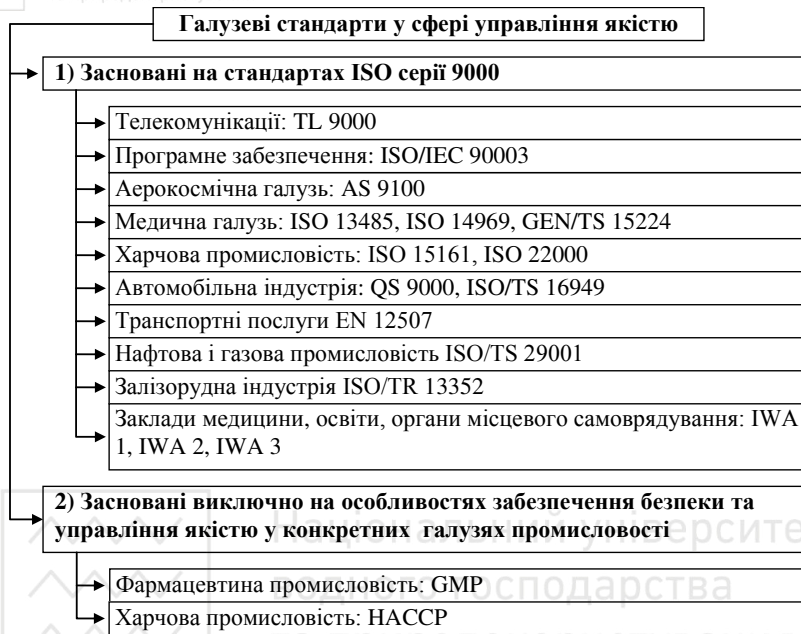 Галузеві стандарти у сфері управління якістю
1) Засновані на стандартах ISO серії 9000
Телекомунікації: TL 9000
Програмне забезпечення: ISO/IEC 90003
Аерокосмічна галузь: AS 9100
Медична галузь: ISO 13485, ISO 14969, GEN/TS 15224
Харчова промисловість: ISO 15161, ISO 22000
Автомобільна індустрія: QS 9000, ISO/TS 16949
Транспортні послуги EN 12507
Нафтова і газова промисловість ISO/TS 29001
Залізорудна індустрія ISO/TR 13352
Заклади медицини, освіти, органи місцевого самоврядування: IWA
1, IWA 2, IWA 3
2) Засновані виключно на особливостях забезпечення безпеки та
управління якістю у конкретних галузях промисловості
Національний університе
Фармацевтина промисловість: GMP
водного господарства
Харчова промисловість: HACCP